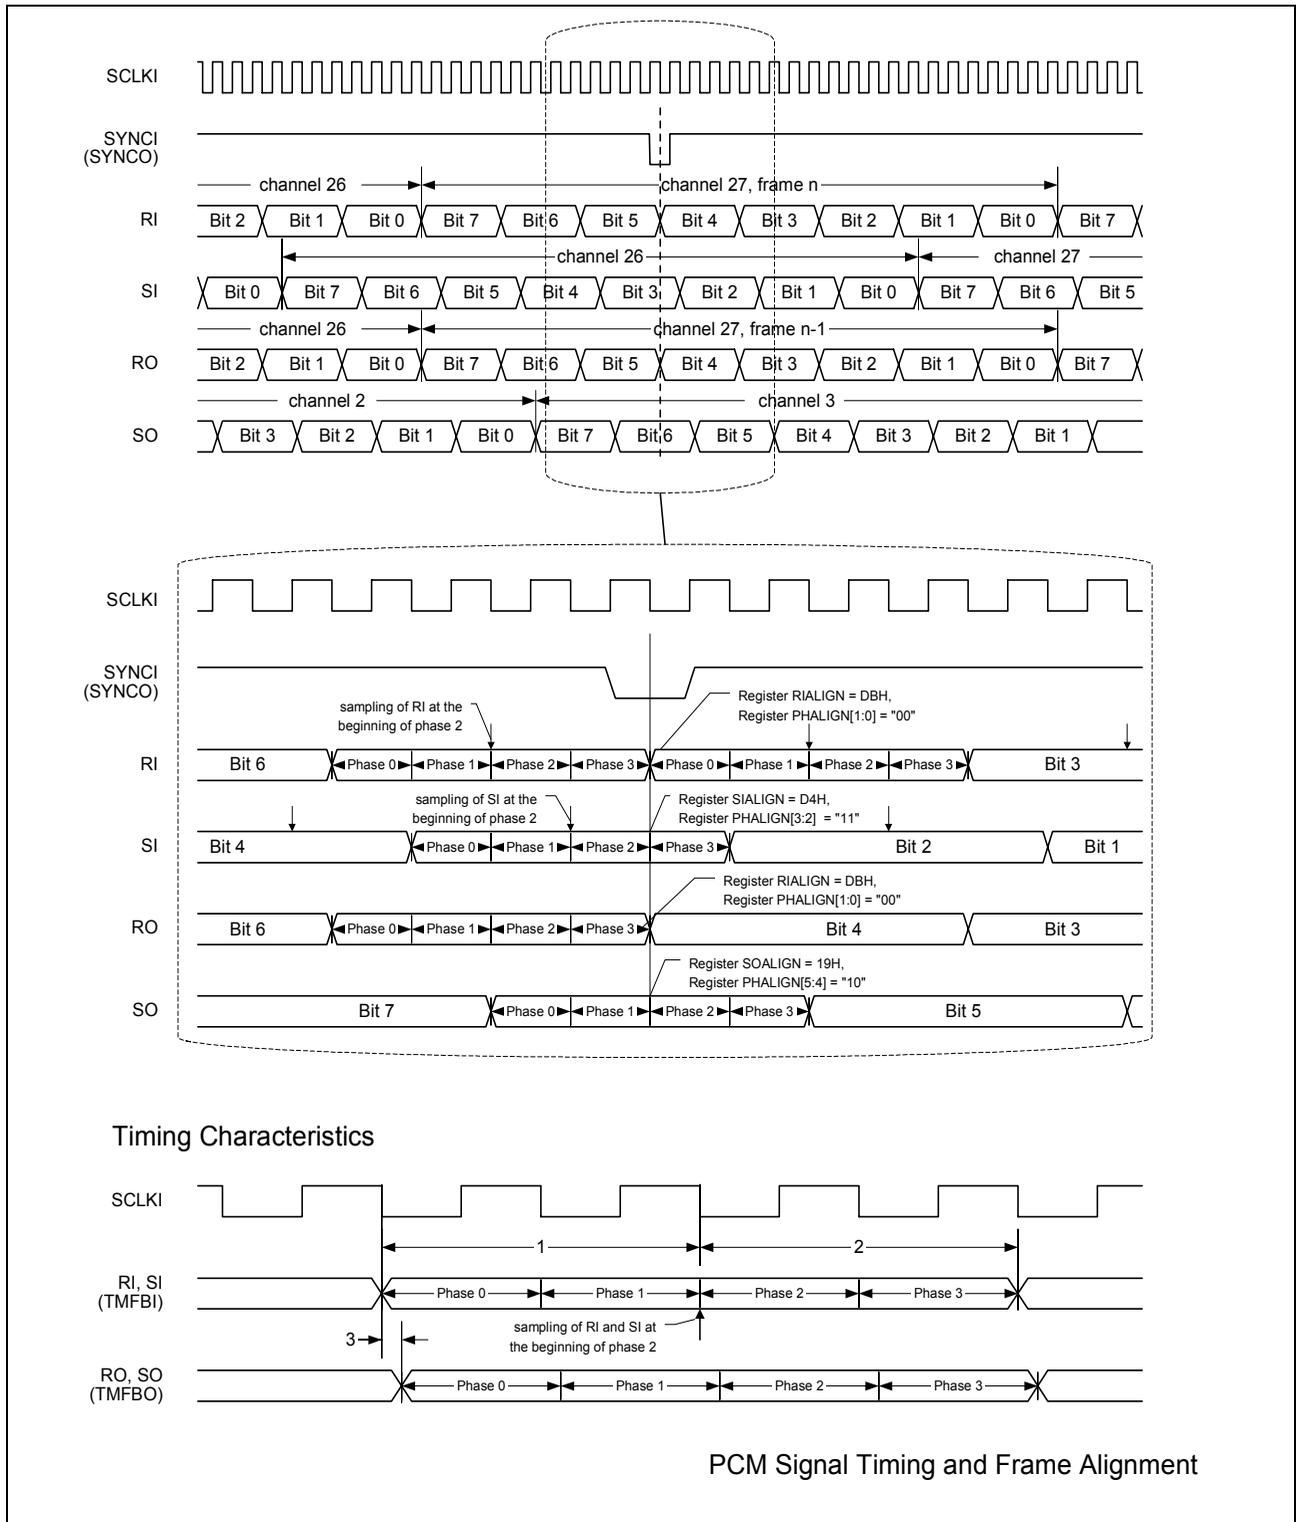 SCLKI
SYNCI
(SYNCO)
channel 26 channel 27, frame n
RI Bit 2 Bit 1 Bit 0 Bit 7 Bit 6 Bit 5 Bit 4 Bit 3 Bit 2 Bit 1 Bit 0 Bit 7
channel 26 channel 27
SI Bit 0 Bit 7 Bit 6 Bit 5 Bit 4 Bit 3 Bit 2 Bit 1 Bit 0 Bit 7 Bit 6 Bit 5
channel 26 channel 27, frame n-1
RO Bit 2 Bit 1 Bit 0 Bit 7 Bit 6 Bit 5 Bit 4 Bit 3 Bit 2 Bit 1 Bit 0 Bit 7
channel 2 channel 3
SO Bit 3 Bit 2 Bit 1 Bit 0 Bit 7 Bit 6 Bit 5 Bit 4 Bit 3 Bit 2 Bit 1
SCLKI
SYNCI
(SYNCO)
sampling of RI at the
beginning of phase 2
Register RIALIGN = DBH,
Register PHALIGN[1:0] = "00"
RI Bit 6 Phase 0 Phase 1 Phase 2 Phase 3 Phase 0 Phase 1 Phase 2 Phase 3 Bit 3
sampling of SI at the
beginning of phase 2
Register SIALIGN = D4H,
Register PHALIGN[3:2] = "11"
SI Bit 4 Phase 0 Phase 1 Phase 2 Phase 3 Bit 2 Bit 1
Register RIALIGN = DBH,
Register PHALIGN[1:0] = "00"
RO Bit 6 Phase 0 Phase 1 Phase 2 Phase 3 Bit 4 Bit 3
Register SOALIGN = 19H,
Register PHALIGN[5:4] = "10"
SO Bit 7 Phase 0 Phase 1 Phase 2 Phase 3 Bit 5
Timing Characteristics
SCLKI
1 2
RI, SI
(TMFBI)
Phase 0 Phase 1 Phase 2 Phase 3
sampling of RI and SI at
the beginning of phase 2
3
RO, SO
(TMFBO)
Phase 0 Phase 1 Phase 2 Phase 3
PCM Signal Timing and Frame Alignment